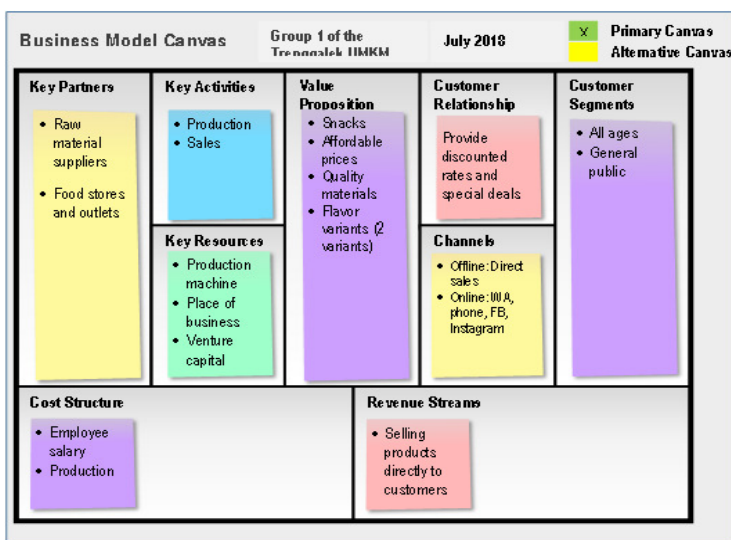 Business Model Canvas
Group 1 of the
Trenggalek UMKM
July 2018
X
Primary Canvas
Alternative Canvas
Key Partners
• Raw
material
suppliers
• Food stores
and outlets
Key Activities
• Production
• Sales
Key Resources
• Production
machine
• Place of
business
• Venture
capital
Value
Proposition
• Snacks
• Affordable
prices
• Quality
materials
• Flavor
variants (2
variants)
Customer
Relationship
Provide
discounted
rates and
special deals
Channels
• Offline: Direct
sales
• Online: WA,
phone, FB,
Instagram
Customer
Segments
• All ages
• General
public
Cost Structure
• Employee
salary
• Production
Revenue Streams
• Selling
products
directly to
customers